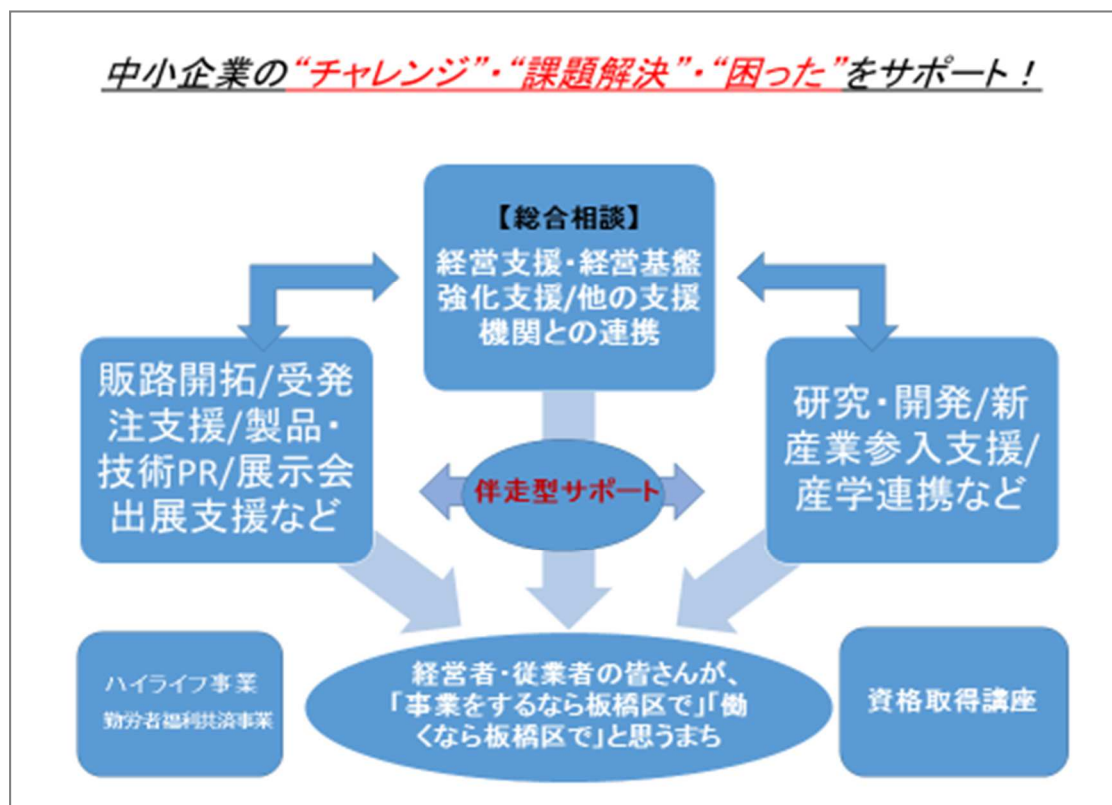 中小企業の“チャレンジ”・“課題解決”・“困った”をサポート！
【総合相談】
経営支援・経営基盤
強化支援/他の支援
機関との連携
販路開拓/受発
注支援/製品・
技術PR/展示会
出展支援など
研究・開発/新
産業参入支援/
産学連携など
伴走型サポート
ハイライフ事業
勤労者福利共済事業
経営者・従業者の皆さんが、
「事業をするなら板橋区で」「働
くなら板橋区で」と思うまち
資格取得講座